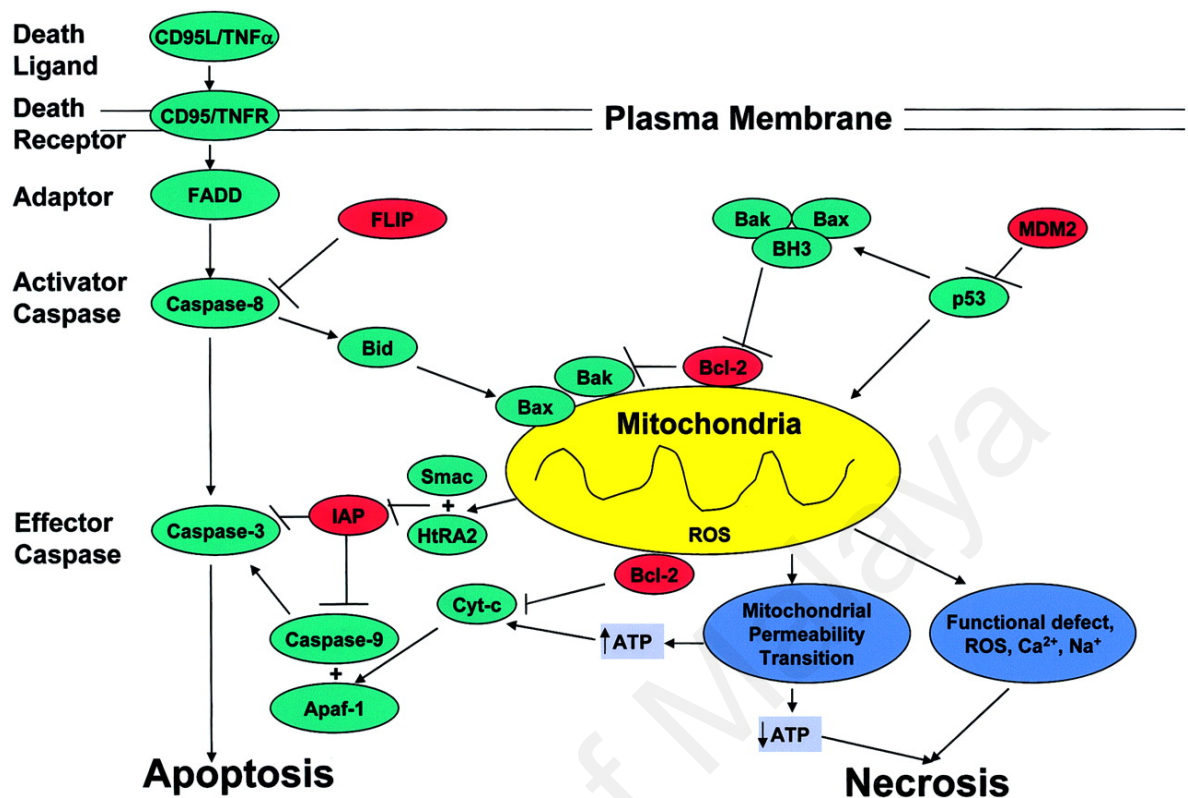 Death
Ligand
CD95L/TNFα
Death
Receptor
CD95/TNFR
Plasma Membrane
Adaptor
FADD
FLIP
Bak
Bax
BH3
MDM2
Activator
Caspase
Caspase-8
p53
Bid
Bcl-2
Bak
Bax
Mitochondria
ROS
Smac
+
HtRA2
IAP
Effector
Caspase
Caspase-3
Bcl-2
Cyt-c
Caspase-9
+
Apaf-1
↑ATP
Mitochondrial
Permeability
Transition
Functional defect,
ROS, Ca²⁺, Na⁺
↓ATP
Apoptosis
Necrosis
of Malaya